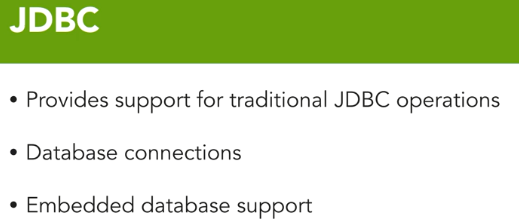 JDBC
• Provides support for traditional JDBC operations
• Database connections
• Embedded database support